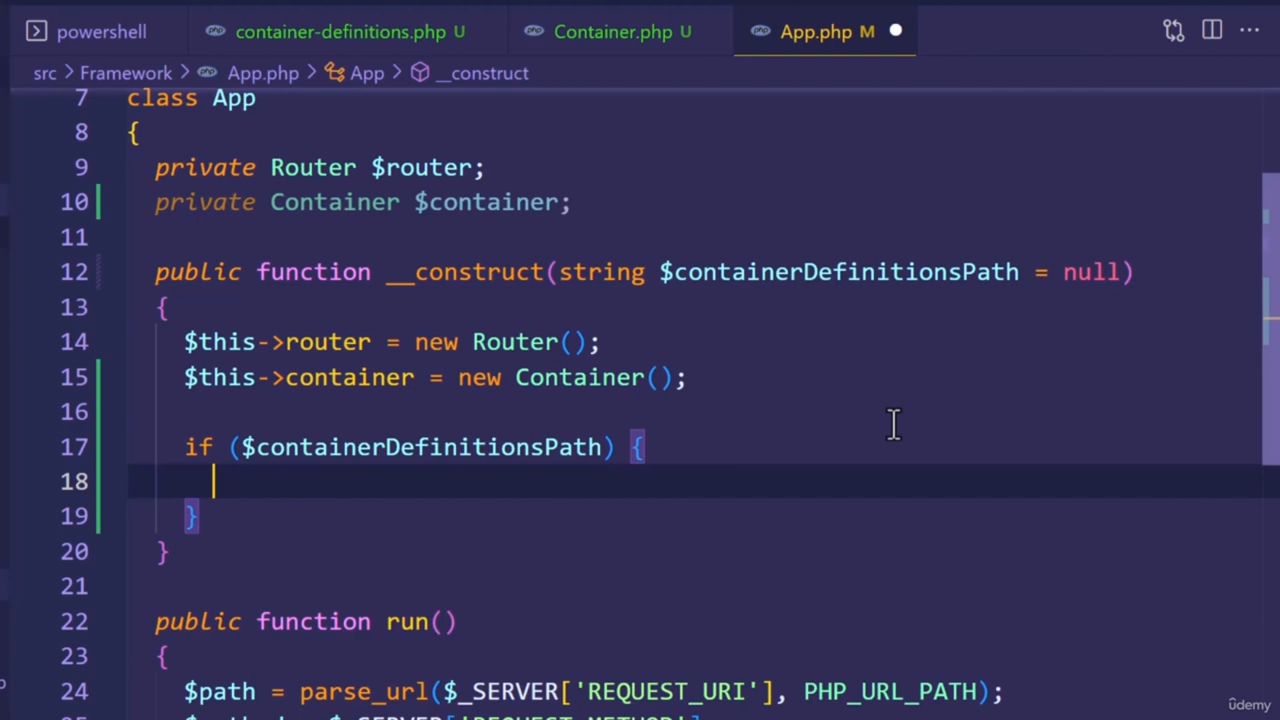 powershell container-definitions.php U Container.php U App.php M
src > Framework > App.php > App > __construct
7 class App
8 {
9 private Router $router;
10 private Container $container;
11
12 public function __construct(string $containerDefinitionsPath = null)
13 {
14 $this->router = new Router();
15 $this->container = new Container();
16
17 if ($containerDefinitionsPath) {
18
19 }
20 }
21
22 public function run()
23 {
24 $path = parse_url($_SERVER['REQUEST_URI'], PHP_URL_PATH);
ûdemy